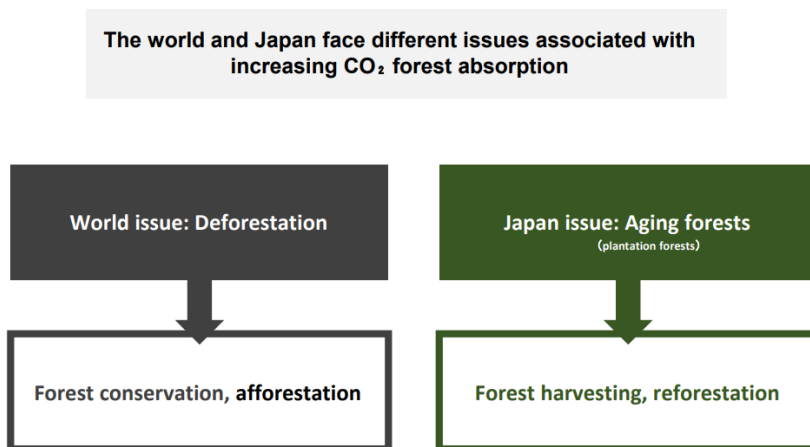 The world and Japan face different issues associated with
increasing CO₂ forest absorption
World issue: Deforestation
Japan issue: Aging forests
(plantation forests)
Forest conservation, afforestation
Forest harvesting, reforestation